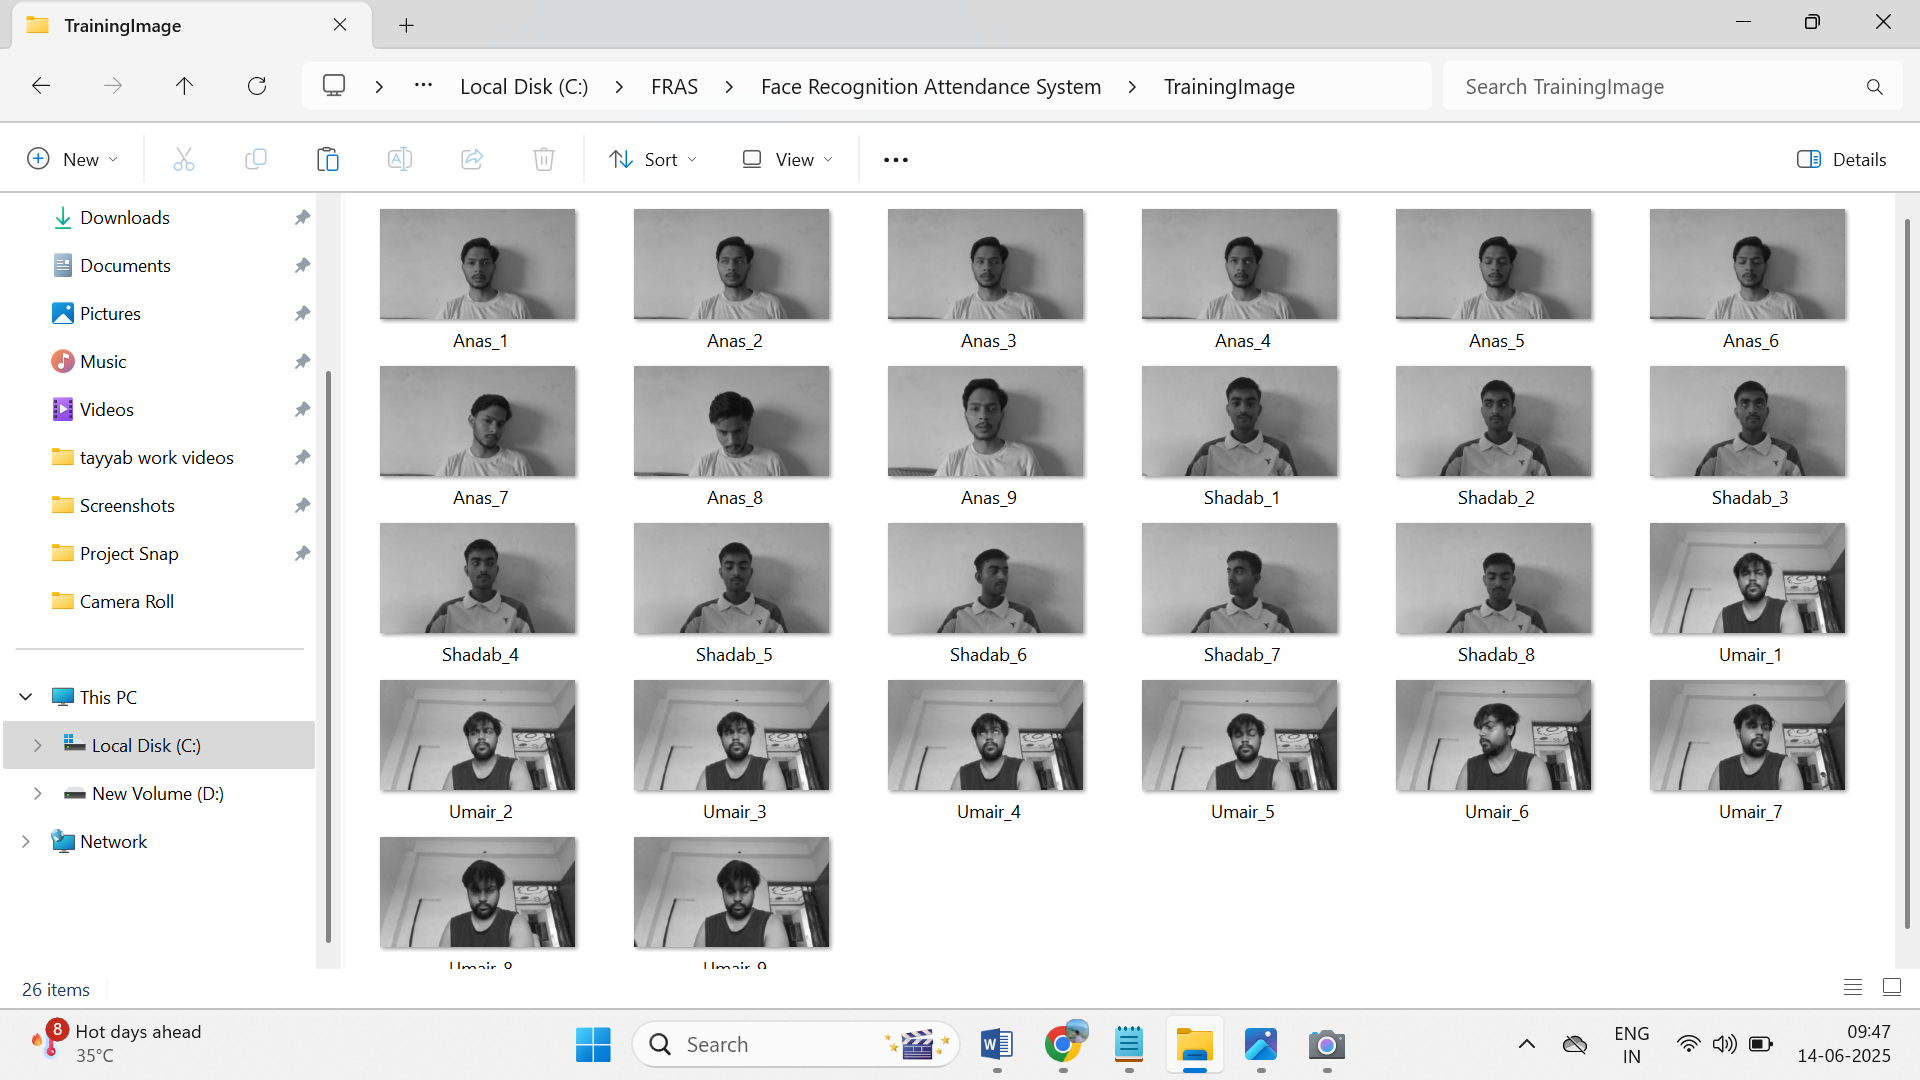 TrainingImage
Local Disk (C:)
FRAS
Face Recognition Attendance System
TrainingImage
Search TrainingImage
New
Sort
View
Details
Downloads
Documents
Pictures
Music
Videos
tayyab work videos
Screenshots
Project Snap
Camera Roll
This PC
Local Disk (C:)
New Volume (D:)
Network
Anas_1
Anas_2
Anas_3
Anas_4
Anas_5
Anas_6
Anas_7
Anas_8
Anas_9
Shadab_1
Shadab_2
Shadab_3
Shadab_4
Shadab_5
Shadab_6
Shadab_7
Shadab_8
Umair_1
Umair_2
Umair_3
Umair_4
Umair_5
Umair_6
Umair_7
Umair_8
Umair_9
26 items
8
Hot days ahead
35°C
Search
ENG
IN
09:47
14-06-2025